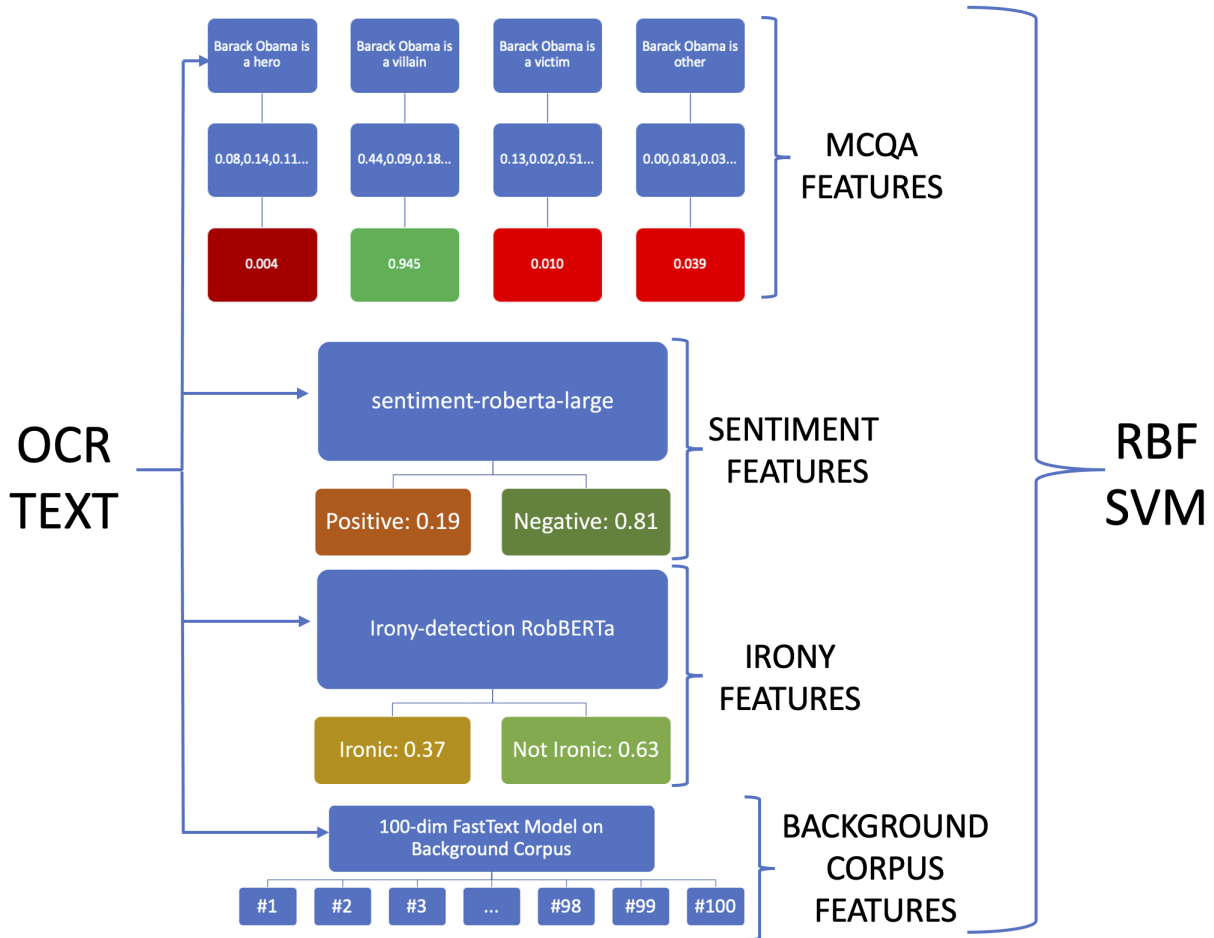 Barack Obama is
a hero
Barack Obama is
a villain
Barack Obama is
a victim
Barack Obama is
other
0.08,0.14,0.11...
0.44,0.09,0.18...
0.13,0.02,0.51...
0.00,0.81,0.03...
0.004
0.945
0.010
0.039
MCQA
FEATURES
sentiment-roberta-large
Positive: 0.19
Negative: 0.81
SENTIMENT
FEATURES
OCR
TEXT
RBF
SVM
Irony-detection RobBERTa
Ironic: 0.37
Not Ironic: 0.63
IRONY
FEATURES
100-dim FastText Model on
Background Corpus
#1
#2
#3
...
#98
#99
#100
BACKGROUND
CORPUS
FEATURES